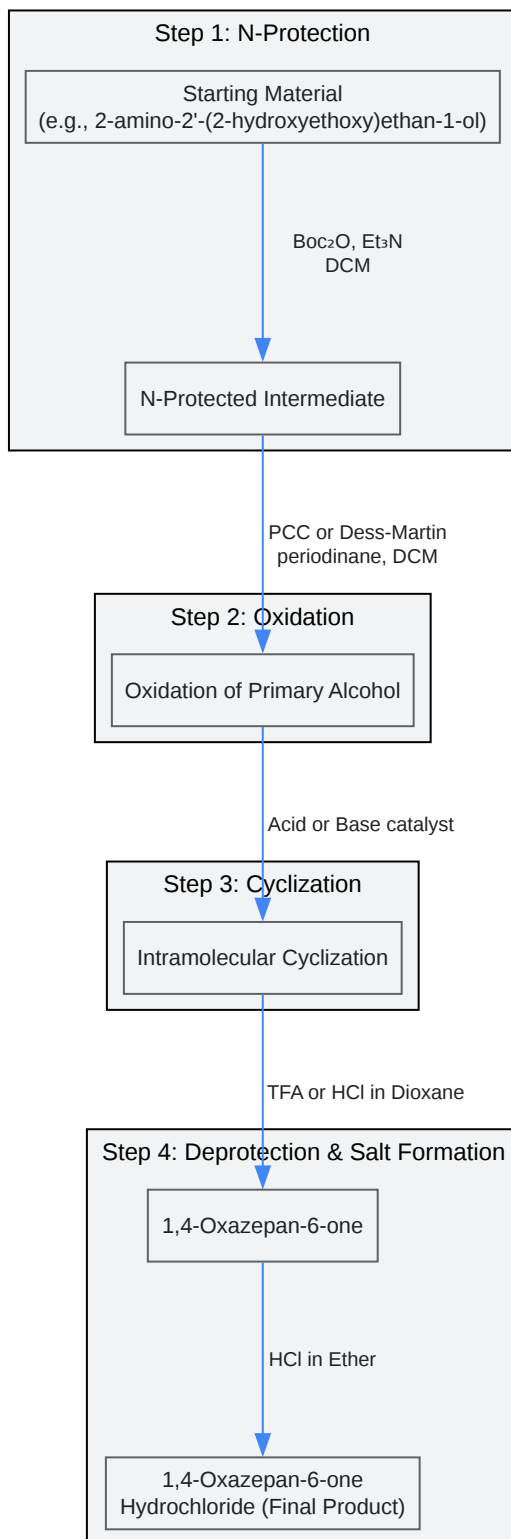 Step 1: N-Protection
Starting Material
(e.g., 2-amino-2'-(2-hydroxyethoxy)ethan-1-ol)
Boc₂O, Et₃N
DCM
N-Protected Intermediate
PCC or Dess-Martin
periodinane, DCM
Step 2: Oxidation
Oxidation of Primary Alcohol
Acid or Base catalyst
Step 3: Cyclization
Intramolecular Cyclization
TFA or HCl in Dioxane
Step 4: Deprotection & Salt Formation
1,4-Oxazepan-6-one
HCl in Ether
1,4-Oxazepan-6-one
Hydrochloride (Final Product)